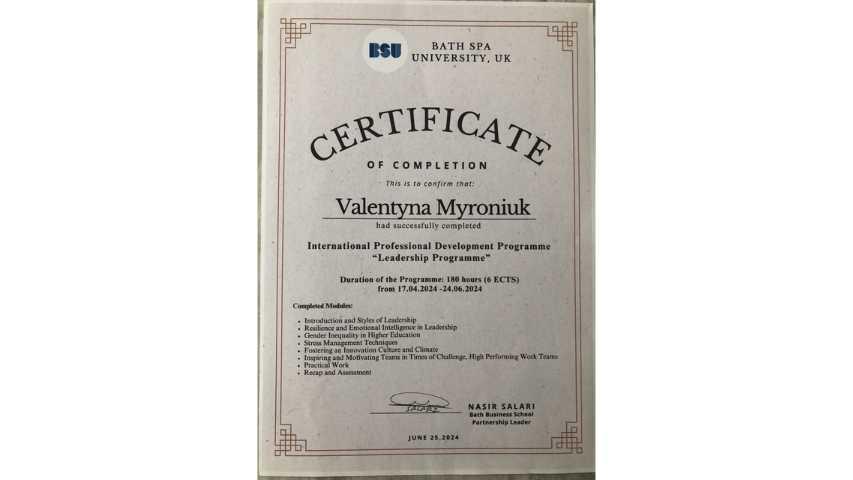 BSU
BATH SPA
UNIVERSITY, UK
CERTIFICATE
OF COMPLETION
This is to confirm that:
Valentyna Myroniuk
had successfully completed
International Professional Development Programme
“Leadership Programme”
Duration of the Programme: 180 hours (6 ECTS)
from 17.04.2024 -24.06.2024
Completed Modules:
• Introduction and Styles of Leadership
• Resilience and Emotional Intelligence in Leadership
• Gender Inequality in Higher Education
• Stress Management Techniques
• Fostering an Innovation Culture and Climate
• Inspiring and Motivating Teams in Times of Challenge, High Performing Work Teams
• Practical Work
• Recap and Assessment
SALARI
NASIR SALARI
Bath Business School
Partnership Leader
JUNE 25,2024